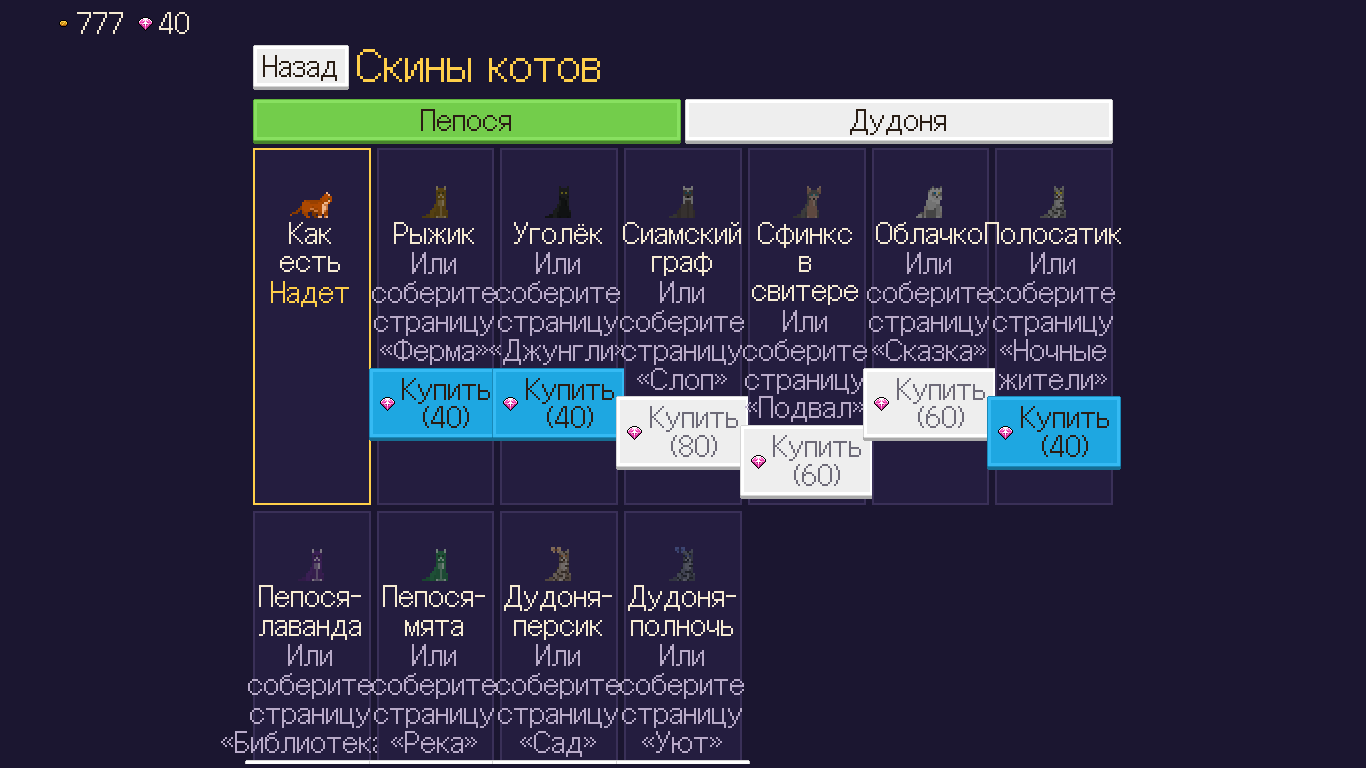 777 40
Назад Скины котов
Пепося
Дудоня
Как
есть
Надет
Рыжик
Или
соберите
страницу
«Ферма»
Купить
(40)
Уголёк
Или
соберите
страницу
«Джунгли»
Купить
(40)
Сиамский
граф
Или
соберите
страницу
«Слоп»
Купить
(80)
Сфинкс
в
свитере
Или
соберите
страницу
«Подвал»
Купить
(60)
Облачко
Или
соберите
страницу
«Сказка»
Купить
(60)
Полосатик
Или
соберите
страницу
«Ночные
жители»
Купить
(40)
Пепося-
лаванда
Или
соберите
страницу
«Библиотека
Пепося-
мята
Или
соберите
страницу
«Река»
Дудоня-
персик
Или
соберите
страницу
«Сад»
Дудоня-
полночь
Или
соберите
страницу
«Уют»